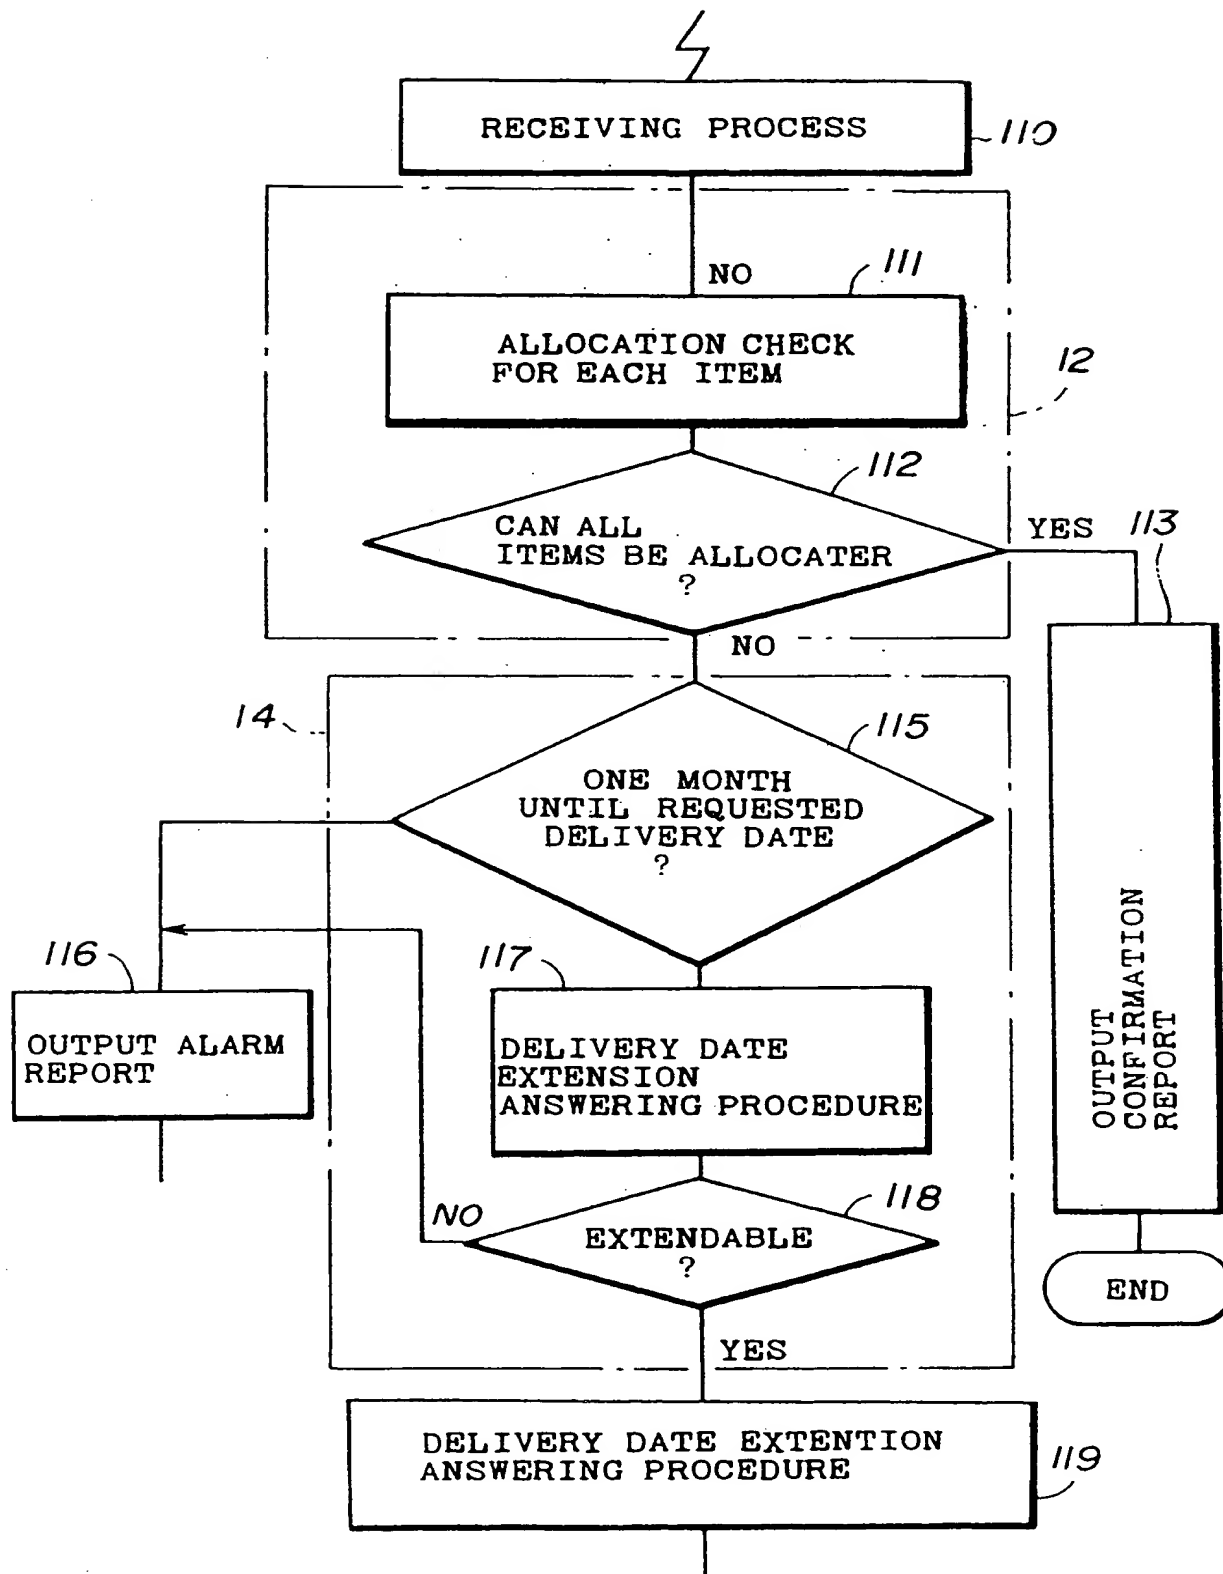 RECEIVING PROCESS
110
NO
111
ALLOCATION CHECK
FOR EACH ITEM
12
112
CAN ALL
ITEMS BE ALLOCATER
?
YES
113
NO
OUTPUT
CONFIRMATION
REPORT
END
14
115
ONE MONTH
UNTIL REQUESTED
DELIVERY DATE
?
116
OUTPUT ALARM
REPORT
117
DELIVERY DATE
EXTENSION
ANSWERING PROCEDURE
118
NO
EXTENDABLE
?
YES
DELIVERY DATE EXTENTION
ANSWERING PROCEDURE
119